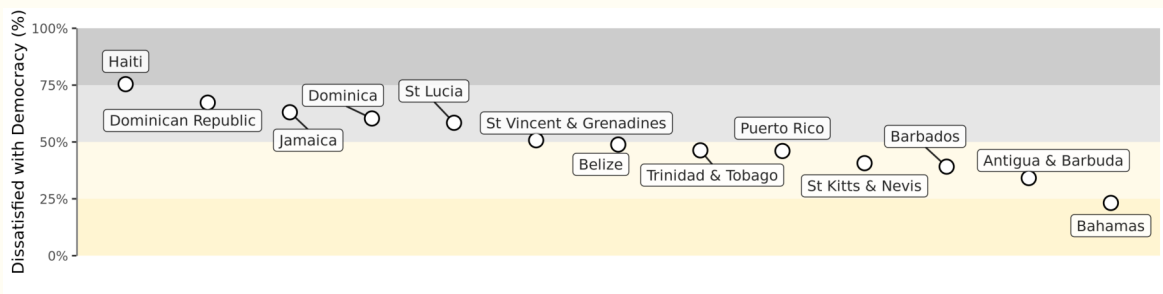 Dissatisfied with Democracy (%)
100%
75%
50%
25%
0%
Haiti
Dominican Republic
Jamaica
Dominica
St Lucia
St Vincent & Grenadines
Belize
Trinidad & Tobago
Puerto Rico
St Kitts & Nevis
Barbados
Antigua & Barbuda
Bahamas